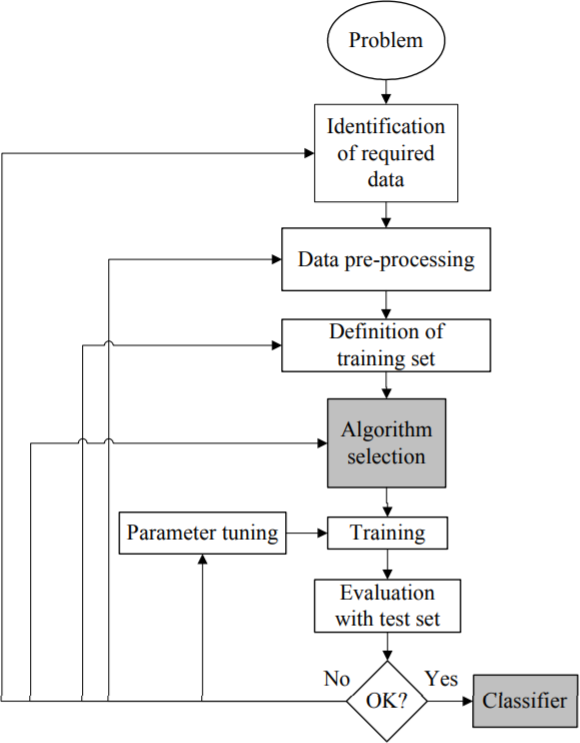 Problem
Identification
of required
data
Data pre-processing
Definition of
training set
Algorithm
selection
Parameter tuning
Training
Evaluation
with test set
No
OK?
Yes
Classifier